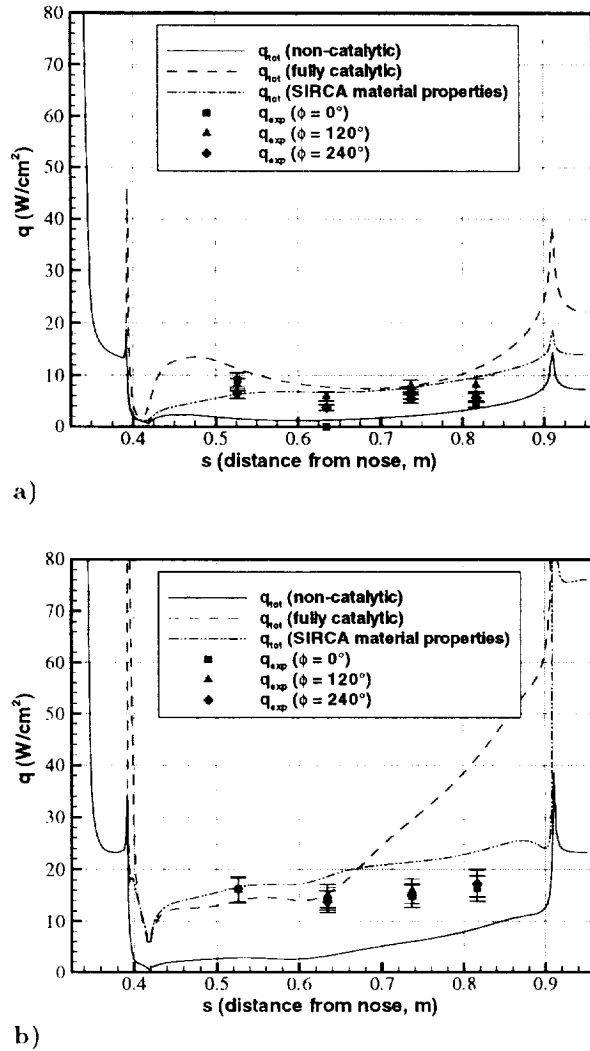 80
70
60
50
40
30
20
10
0
q (W/cm²)
q_tot (non-catalytic)
q_tot (fully catalytic)
q_tot (SIRCA material properties)
q_exp (ϕ = 0°)
q_exp (ϕ = 120°)
q_exp (ϕ = 240°)
0.4 0.5 0.6 0.7 0.8 0.9
s (distance from nose, m)
a)
80
70
60
50
40
30
20
10
0
q (W/cm²)
q_tot (non-catalytic)
q_tot (fully catalytic)
q_tot (SIRCA material properties)
q_exp (ϕ = 0°)
q_exp (ϕ = 120°)
q_exp (ϕ = 240°)
0.4 0.5 0.6 0.7 0.8 0.9
s (distance from nose, m)
b)